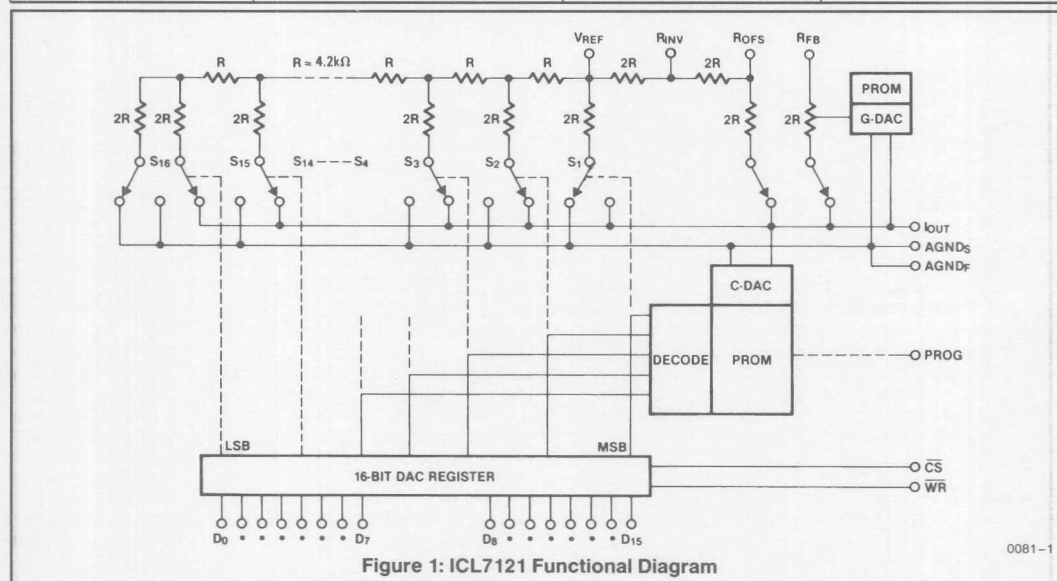 VREF RINV ROFS RFB
R R = 4.2kΩ R R R 2R 2R
PROM
G-DAC
2R 2R 2R 2R 2R 2R 2R 2R
S16 S15 S14 S4 S3 S2 S1
IOUT
AGNDS
AGNDF
C-DAC
DECODE PROM PROG
LSB MSB
16-BIT DAC REGISTER
CS
WR
D0 D7 D8 D15
Figure 1: ICL7121 Functional Diagram
0081-1